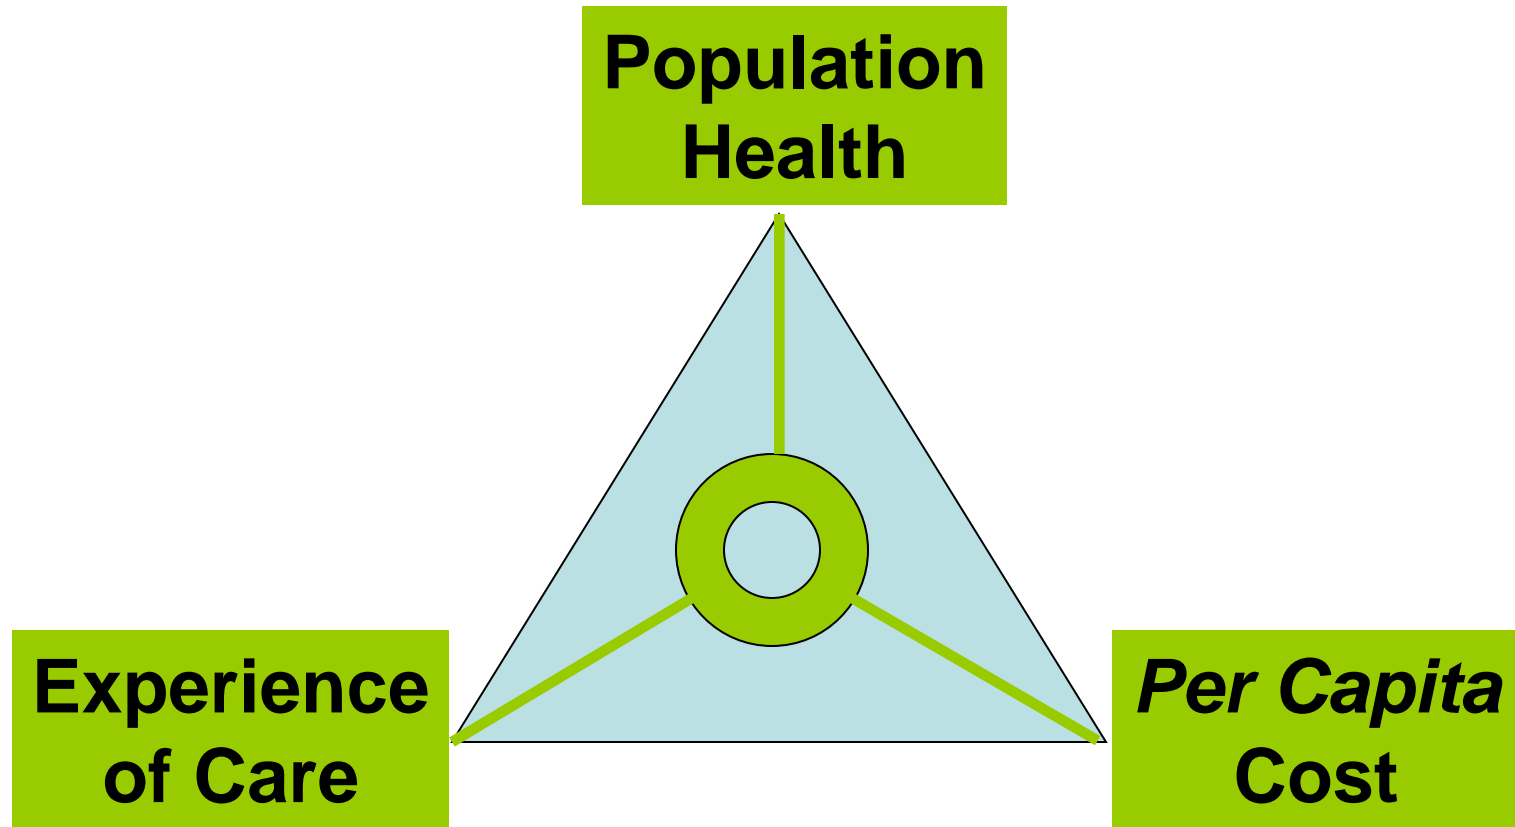 Population
Health
Experience
of Care
Per Capita
Cost